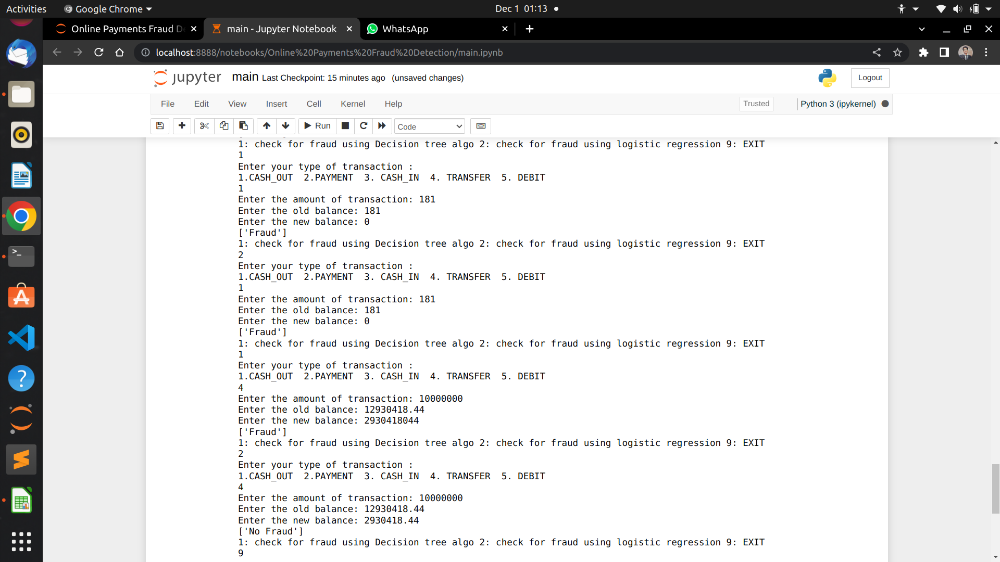 Activities
Google Chrome
Dec 1 01:13
Online Payments Fraud De
main - Jupyter Notebook
WhatsApp
localhost:8888/notebooks/Online%20Payments%20Fraud%20Detection/main.ipynb
jupyter main Last Checkpoint: 15 minutes ago (unsaved changes)
Logout
File Edit View Insert Cell Kernel Help
Trusted
Python 3 (ipykernel)
Run
Code
1: check for fraud using Decision tree algo 2: check for fraud using logistic regression 9: EXIT
1
Enter your type of transaction :
1.CASH_OUT  2.PAYMENT  3. CASH_IN  4. TRANSFER  5. DEBIT
1
Enter the amount of transaction: 181
Enter the old balance: 181
Enter the new balance: 0
['Fraud']
1: check for fraud using Decision tree algo 2: check for fraud using logistic regression 9: EXIT
2
Enter your type of transaction :
1.CASH_OUT  2.PAYMENT  3. CASH_IN  4. TRANSFER  5. DEBIT
1
Enter the amount of transaction: 181
Enter the old balance: 181
Enter the new balance: 0
['Fraud']
1: check for fraud using Decision tree algo 2: check for fraud using logistic regression 9: EXIT
1
Enter your type of transaction :
1.CASH_OUT  2.PAYMENT  3. CASH_IN  4. TRANSFER  5. DEBIT
4
Enter the amount of transaction: 10000000
Enter the old balance: 12930418.44
Enter the new balance: 2930418044
['Fraud']
1: check for fraud using Decision tree algo 2: check for fraud using logistic regression 9: EXIT
2
Enter your type of transaction :
1.CASH_OUT  2.PAYMENT  3. CASH_IN  4. TRANSFER  5. DEBIT
4
Enter the amount of transaction: 10000000
Enter the old balance: 12930418.44
Enter the new balance: 2930418.44
['No Fraud']
1: check for fraud using Decision tree algo 2: check for fraud using logistic regression 9: EXIT
9